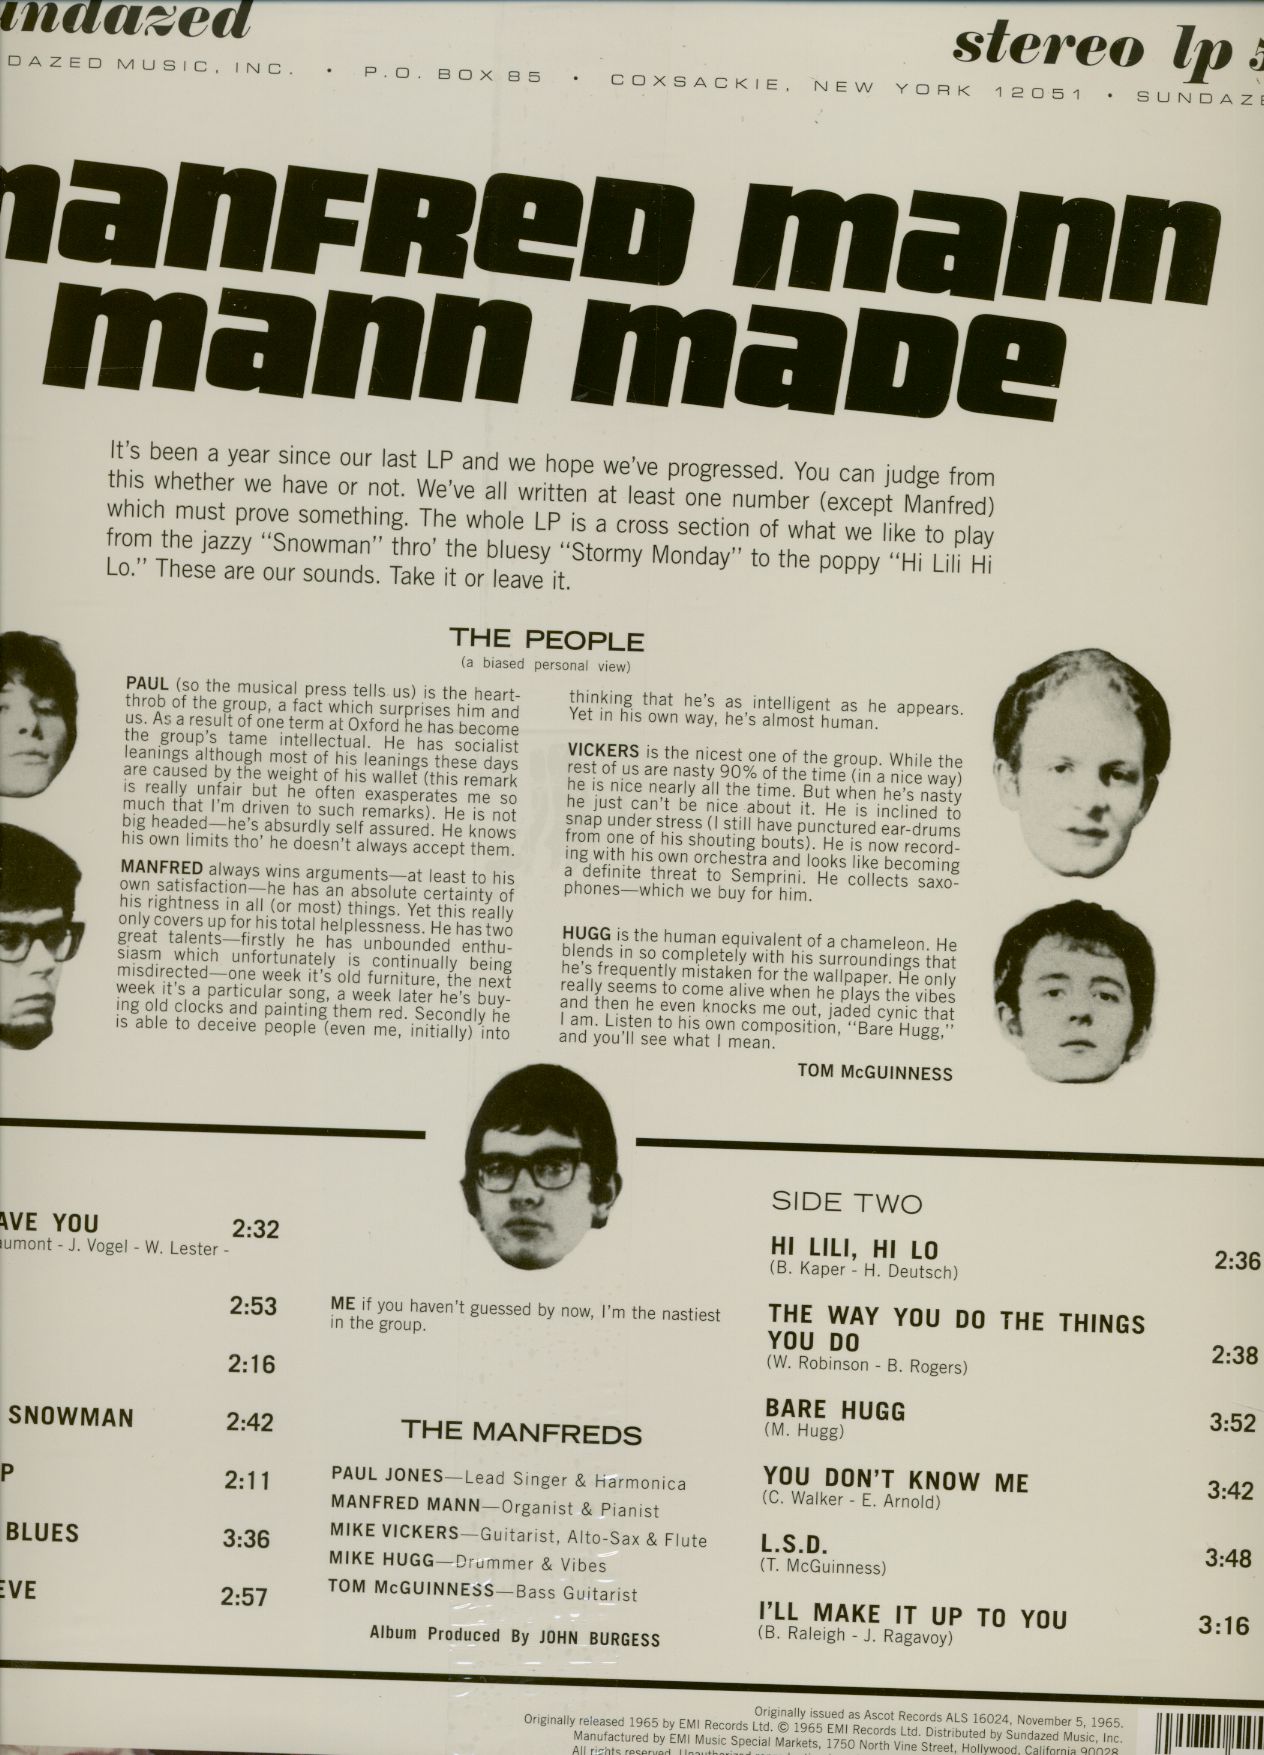 undazed
stereo lp
DAZED MUSIC, INC. • P.O. BOX 85 • COXSACKIE, NEW YORK 12051 • SUNDAZE
manFRED mann
mann made
It's been a year since our last LP and we hope we've progressed. You can judge from
this whether we have or not. We've all written at least one number (except Manfred)
which must prove something. The whole LP is a cross section of what we like to play
from the jazzy “Snowman” thro' the bluesy “Stormy Monday” to the poppy “Hi Lili Hi
Lo.” These are our sounds. Take it or leave it.
THE PEOPLE
(a biased personal view)
PAUL (so the musical press tells us) is the heart-
throb of the group, a fact which surprises him and
us. As a result of one term at Oxford he has become
the group's tame intellectual. He has socialist
leanings although most of his leanings these days
are caused by the weight of his wallet (this remark
is really unfair but he often exasperates me so
much that I'm driven to such remarks). He is not
big headed—he's absurdly self assured. He knows
his own limits tho' he doesn't always accept them.
MANFRED always wins arguments—at least to his
own satisfaction—he has an absolute certainty of
his rightness in all (or most) things. Yet this really
only covers up for his total helplessness. He has two
great talents—firstly he has unbounded enthu-
siasm which unfortunately is continually being
misdirected—one week it's old furniture, the next
week it's a particular song, a week later he's buy-
ing old clocks and painting them red. Secondly he
is able to deceive people (even me, initially) into
thinking that he's as intelligent as he appears.
Yet in his own way, he's almost human.
VICKERS is the nicest one of the group. While the
rest of us are nasty 90% of the time (in a nice way)
he is nice nearly all the time. But when he's nasty
he just can't be nice about it. He is inclined to
snap under stress (I still have punctured ear-drums
from one of his shouting bouts). He is now record-
ing with his own orchestra and looks like becoming
a definite threat to Semprini. He collects saxo-
phones—which we buy for him.
HUGG is the human equivalent of a chameleon. He
blends in so completely with his surroundings that
he's frequently mistaken for the wallpaper. He only
really seems to come alive when he plays the vibes
and then he even knocks me out, jaded cynic that
I am. Listen to his own composition, “Bare Hugg,”
and you'll see what I mean.
TOM McGUINNESS
AVE YOU 2:32
aumont - J. Vogel - W. Lester -
2:53
2:16
SNOWMAN 2:42
P 2:11
BLUES 3:36
EVE 2:57
ME if you haven't guessed by now, I'm the nastiest
in the group.
THE MANFREDS
PAUL JONES—Lead Singer & Harmonica
MANFRED MANN—Organist & Pianist
MIKE VICKERS—Guitarist, Alto-Sax & Flute
MIKE HUGG—Drummer & Vibes
TOM McGUINNESS—Bass Guitarist
Album Produced By JOHN BURGESS
SIDE TWO
HI LILI, HI LO 2:36
(B. Kaper - H. Deutsch)
THE WAY YOU DO THE THINGS
YOU DO 2:38
(W. Robinson - B. Rogers)
BARE HUGG 3:52
(M. Hugg)
YOU DON'T KNOW ME 3:42
(C. Walker - E. Arnold)
L.S.D. 3:48
(T. McGuinness)
I'LL MAKE IT UP TO YOU 3:16
(B. Raleigh - J. Ragavoy)
Originally issued as Ascot Records ALS 16024, November 5, 1965.
Originally released 1965 by EMI Records Ltd. © 1965 EMI Records Ltd. Distributed by Sundazed Music, Inc.
Manufactured by EMI Music Special Markets, 1750 North Vine Street, Hollywood, California 90028.
All rights reserved.